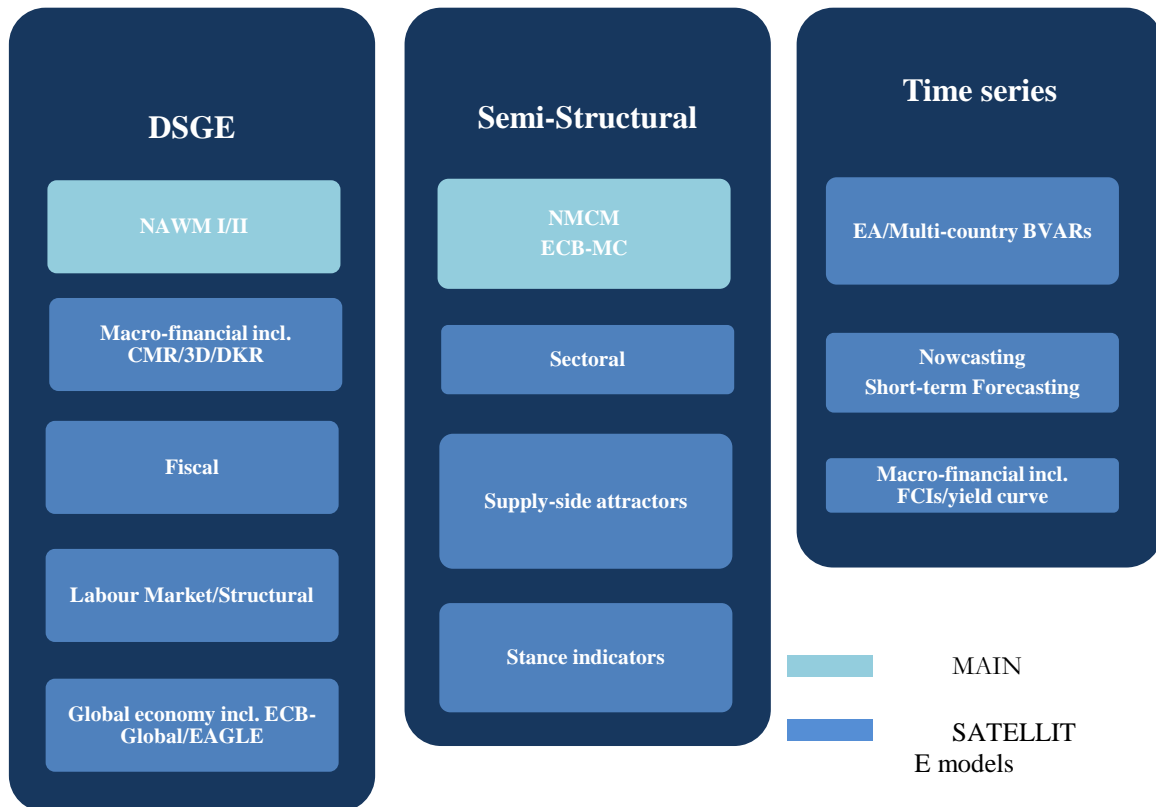 DSGE
NAWM I/II
Macro-financial incl.
CMR/3D/DKR
Fiscal
Labour Market/Structural
Global economy incl. ECB-
Global/EAGLE
Semi-Structural
NMCM
ECB-MC
Sectoral
Supply-side attractors
Stance indicators
Time series
EA/Multi-country BVARs
Nowcasting
Short-term Forecasting
Macro-financial incl.
FCIs/yield curve
MAIN
SATELLIT
E models